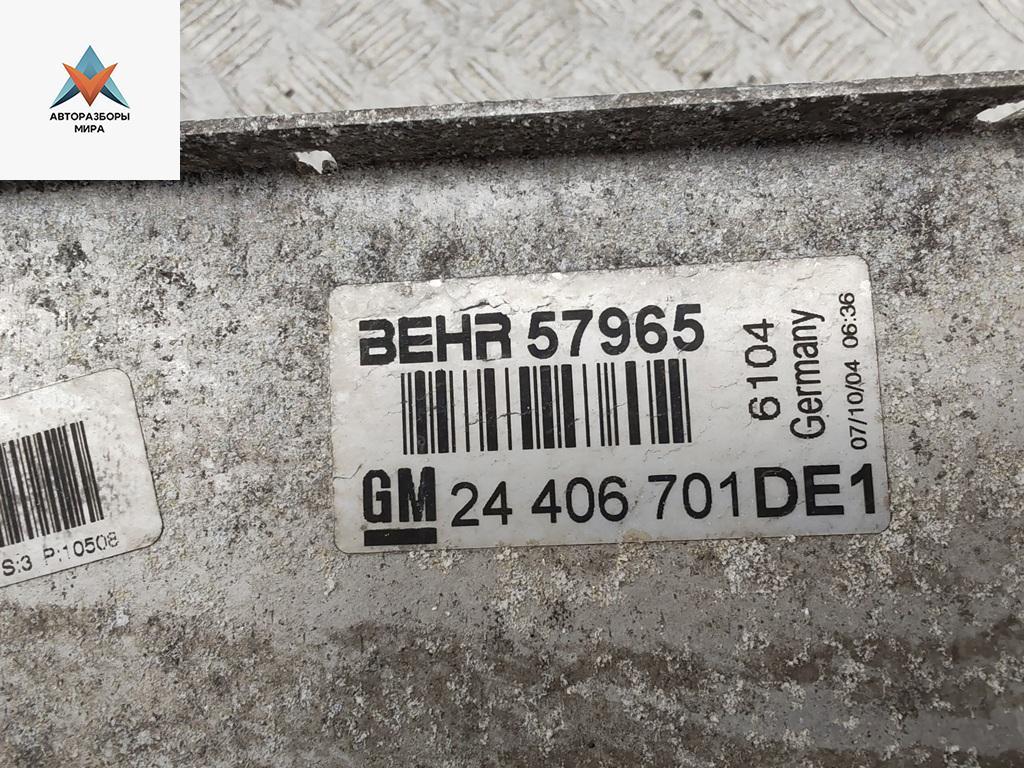 АВТОРАЗБОРЫ
МИРА
BEHR 57965
6104
Germany
07/10/04 06:36
GM 24 406 701 DE1
S:3 P:10508